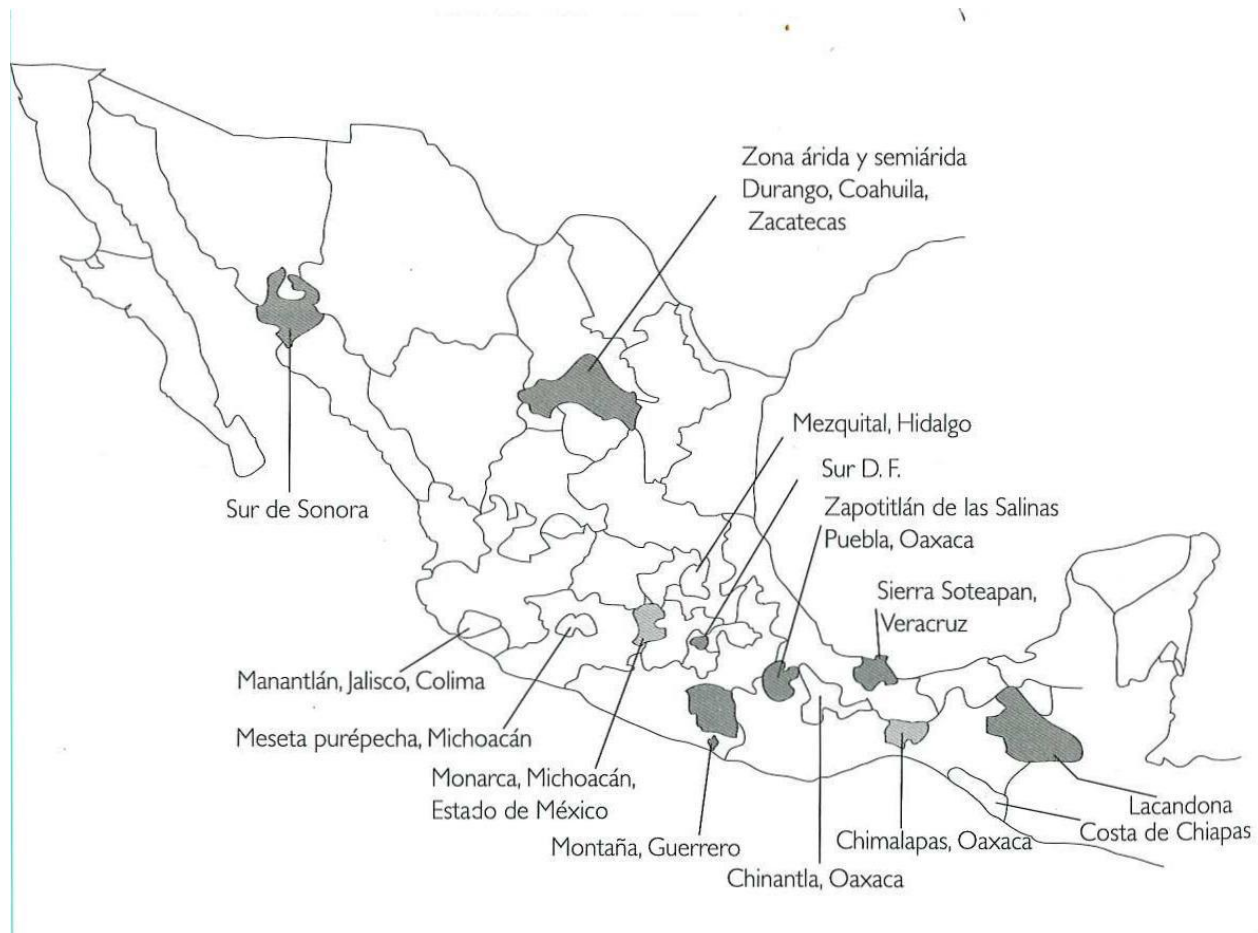 Zona árida y semiárida
Durango, Coahuila,
Zacatecas
Mezquital, Hidalgo
Sur D. F.
Zapotitlán de las Salinas
Puebla, Oaxaca
Sur de Sonora
Sierra Soteapan,
Veracruz
Manantlán, Jalisco, Colima
Meseta purépecha, Michoacán
Monarca, Michoacán,
Estado de México
Montaña, Guerrero
Chinantla, Oaxaca
Chimalapas, Oaxaca
Lacandona
Costa de Chiapas